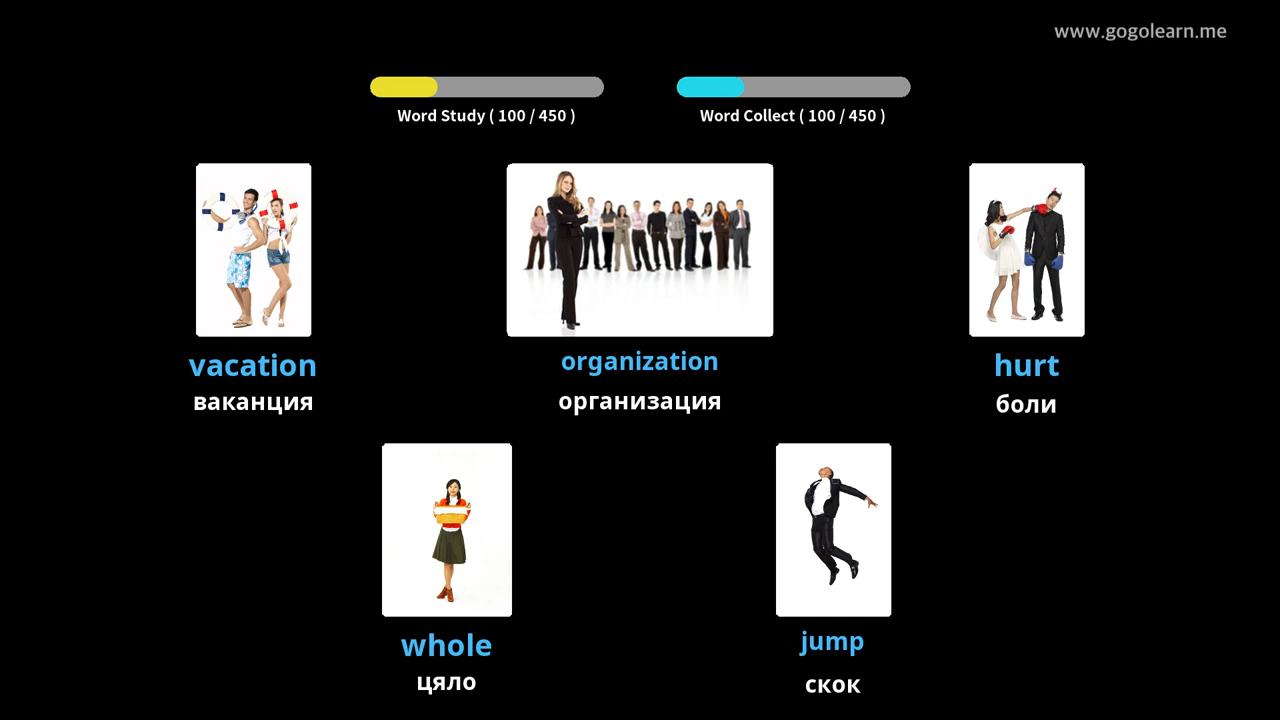 www.gogolearn.me
Word Study ( 100 / 450 )
Word Collect ( 100 / 450 )
vacation
ваканция
organization
организация
hurt
боли
whole
цяло
jump
скок